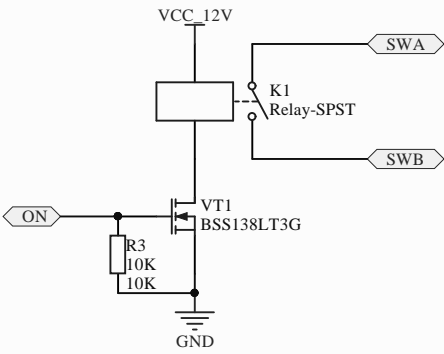 VCC_12V
SWA
K1
Relay-SPST
SWB
VT1
ON
BSS138LT3G
R3
10K
10K
GND